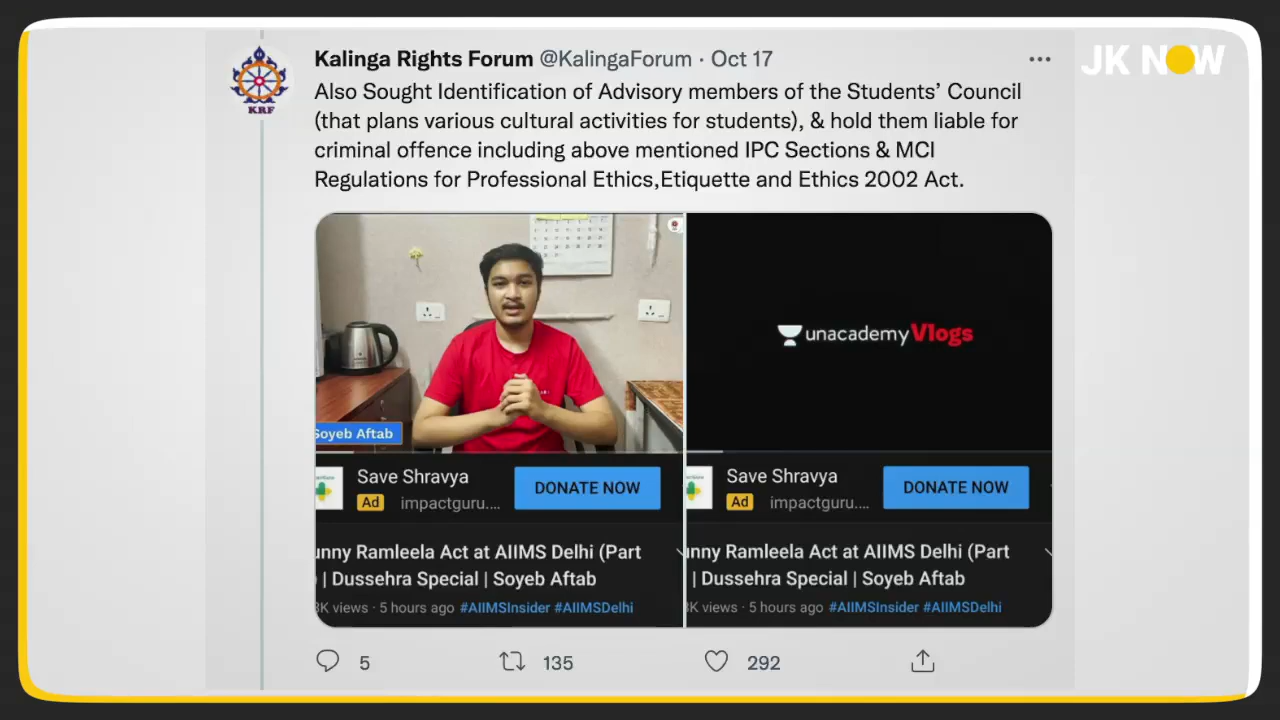 JK NOW
Kalinga Rights Forum @KalingaForum · Oct 17
KRF
Also Sought Identification of Advisory members of the Students' Council
(that plans various cultural activities for students), & hold them liable for
criminal offence including above mentioned IPC Sections & MCI
Regulations for Professional Ethics,Etiquette and Ethics 2002 Act.
unacademy Vlogs
Soyeb Aftab
Save Shravya
Ad impactguru....
DONATE NOW
Save Shravya
Ad impactguru....
DONATE NOW
unny Ramleela Act at AIIMS Delhi (Part
| Dussehra Special | Soyeb Aftab
3K views · 5 hours ago #AIIMSInsider #AIIMSDelhi
unny Ramleela Act at AIIMS Delhi (Part
| Dussehra Special | Soyeb Aftab
3K views · 5 hours ago #AIIMSInsider #AIIMSDelhi
5 135 292